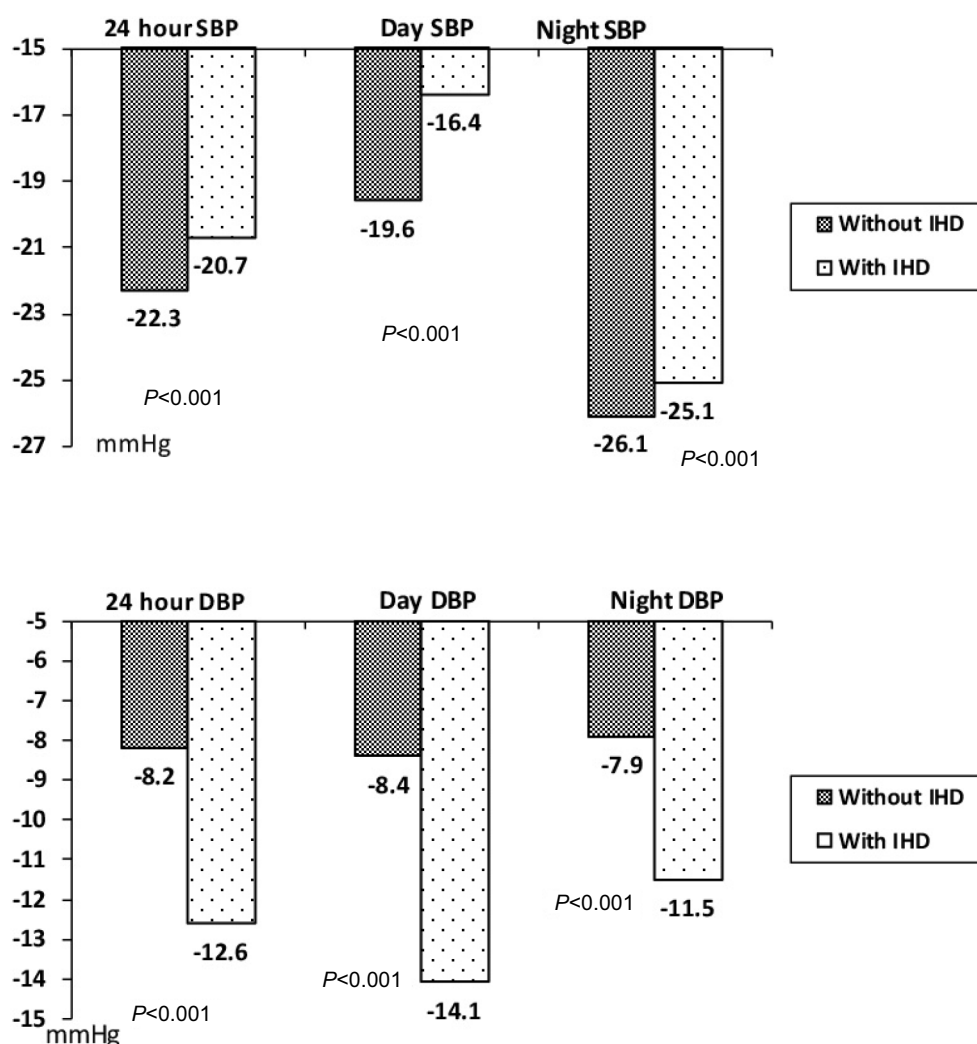 24 hour SBP Day SBP Night SBP
-15
-17
-19
-21
-23
-25
-27
-22.3
-20.7
-19.6
-16.4
-26.1
-25.1
P<0.001
P<0.001
P<0.001
mmHg
Without IHD
With IHD
24 hour DBP Day DBP Night DBP
-5
-6
-7
-8
-9
-10
-11
-12
-13
-14
-15
-8.2
-12.6
-8.4
-14.1
-7.9
-11.5
P<0.001
P<0.001
P<0.001
mmHg
Without IHD
With IHD